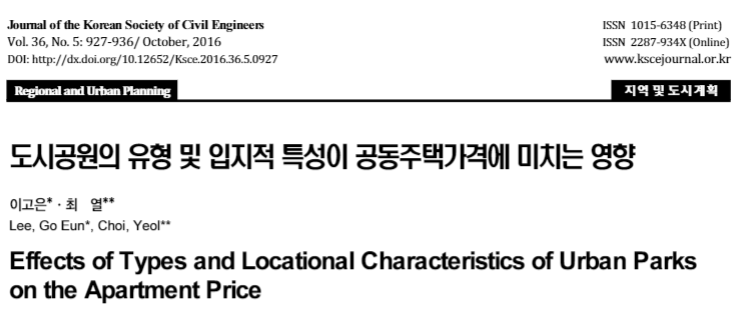 Journal of the Korean Society of Civil Engineers
ISSN 1015-6348 (Print)
Vol. 36, No. 5: 927-936/ October, 2016
ISSN 2287-934X (Online)
DOI: http://dx.doi.org/10.12652/Ksce.2016.36.5.0927
www.kscejournal.or.kr
Regional and Urban Planning
지역 및 도시계획
도시공원의 유형 및 입지적 특성이 공동주택가격에 미치는 영향
이고은* · 최 열**
Lee, Go Eun*, Choi, Yeol**
Effects of Types and Locational Characteristics of Urban Parks
on the Apartment Price